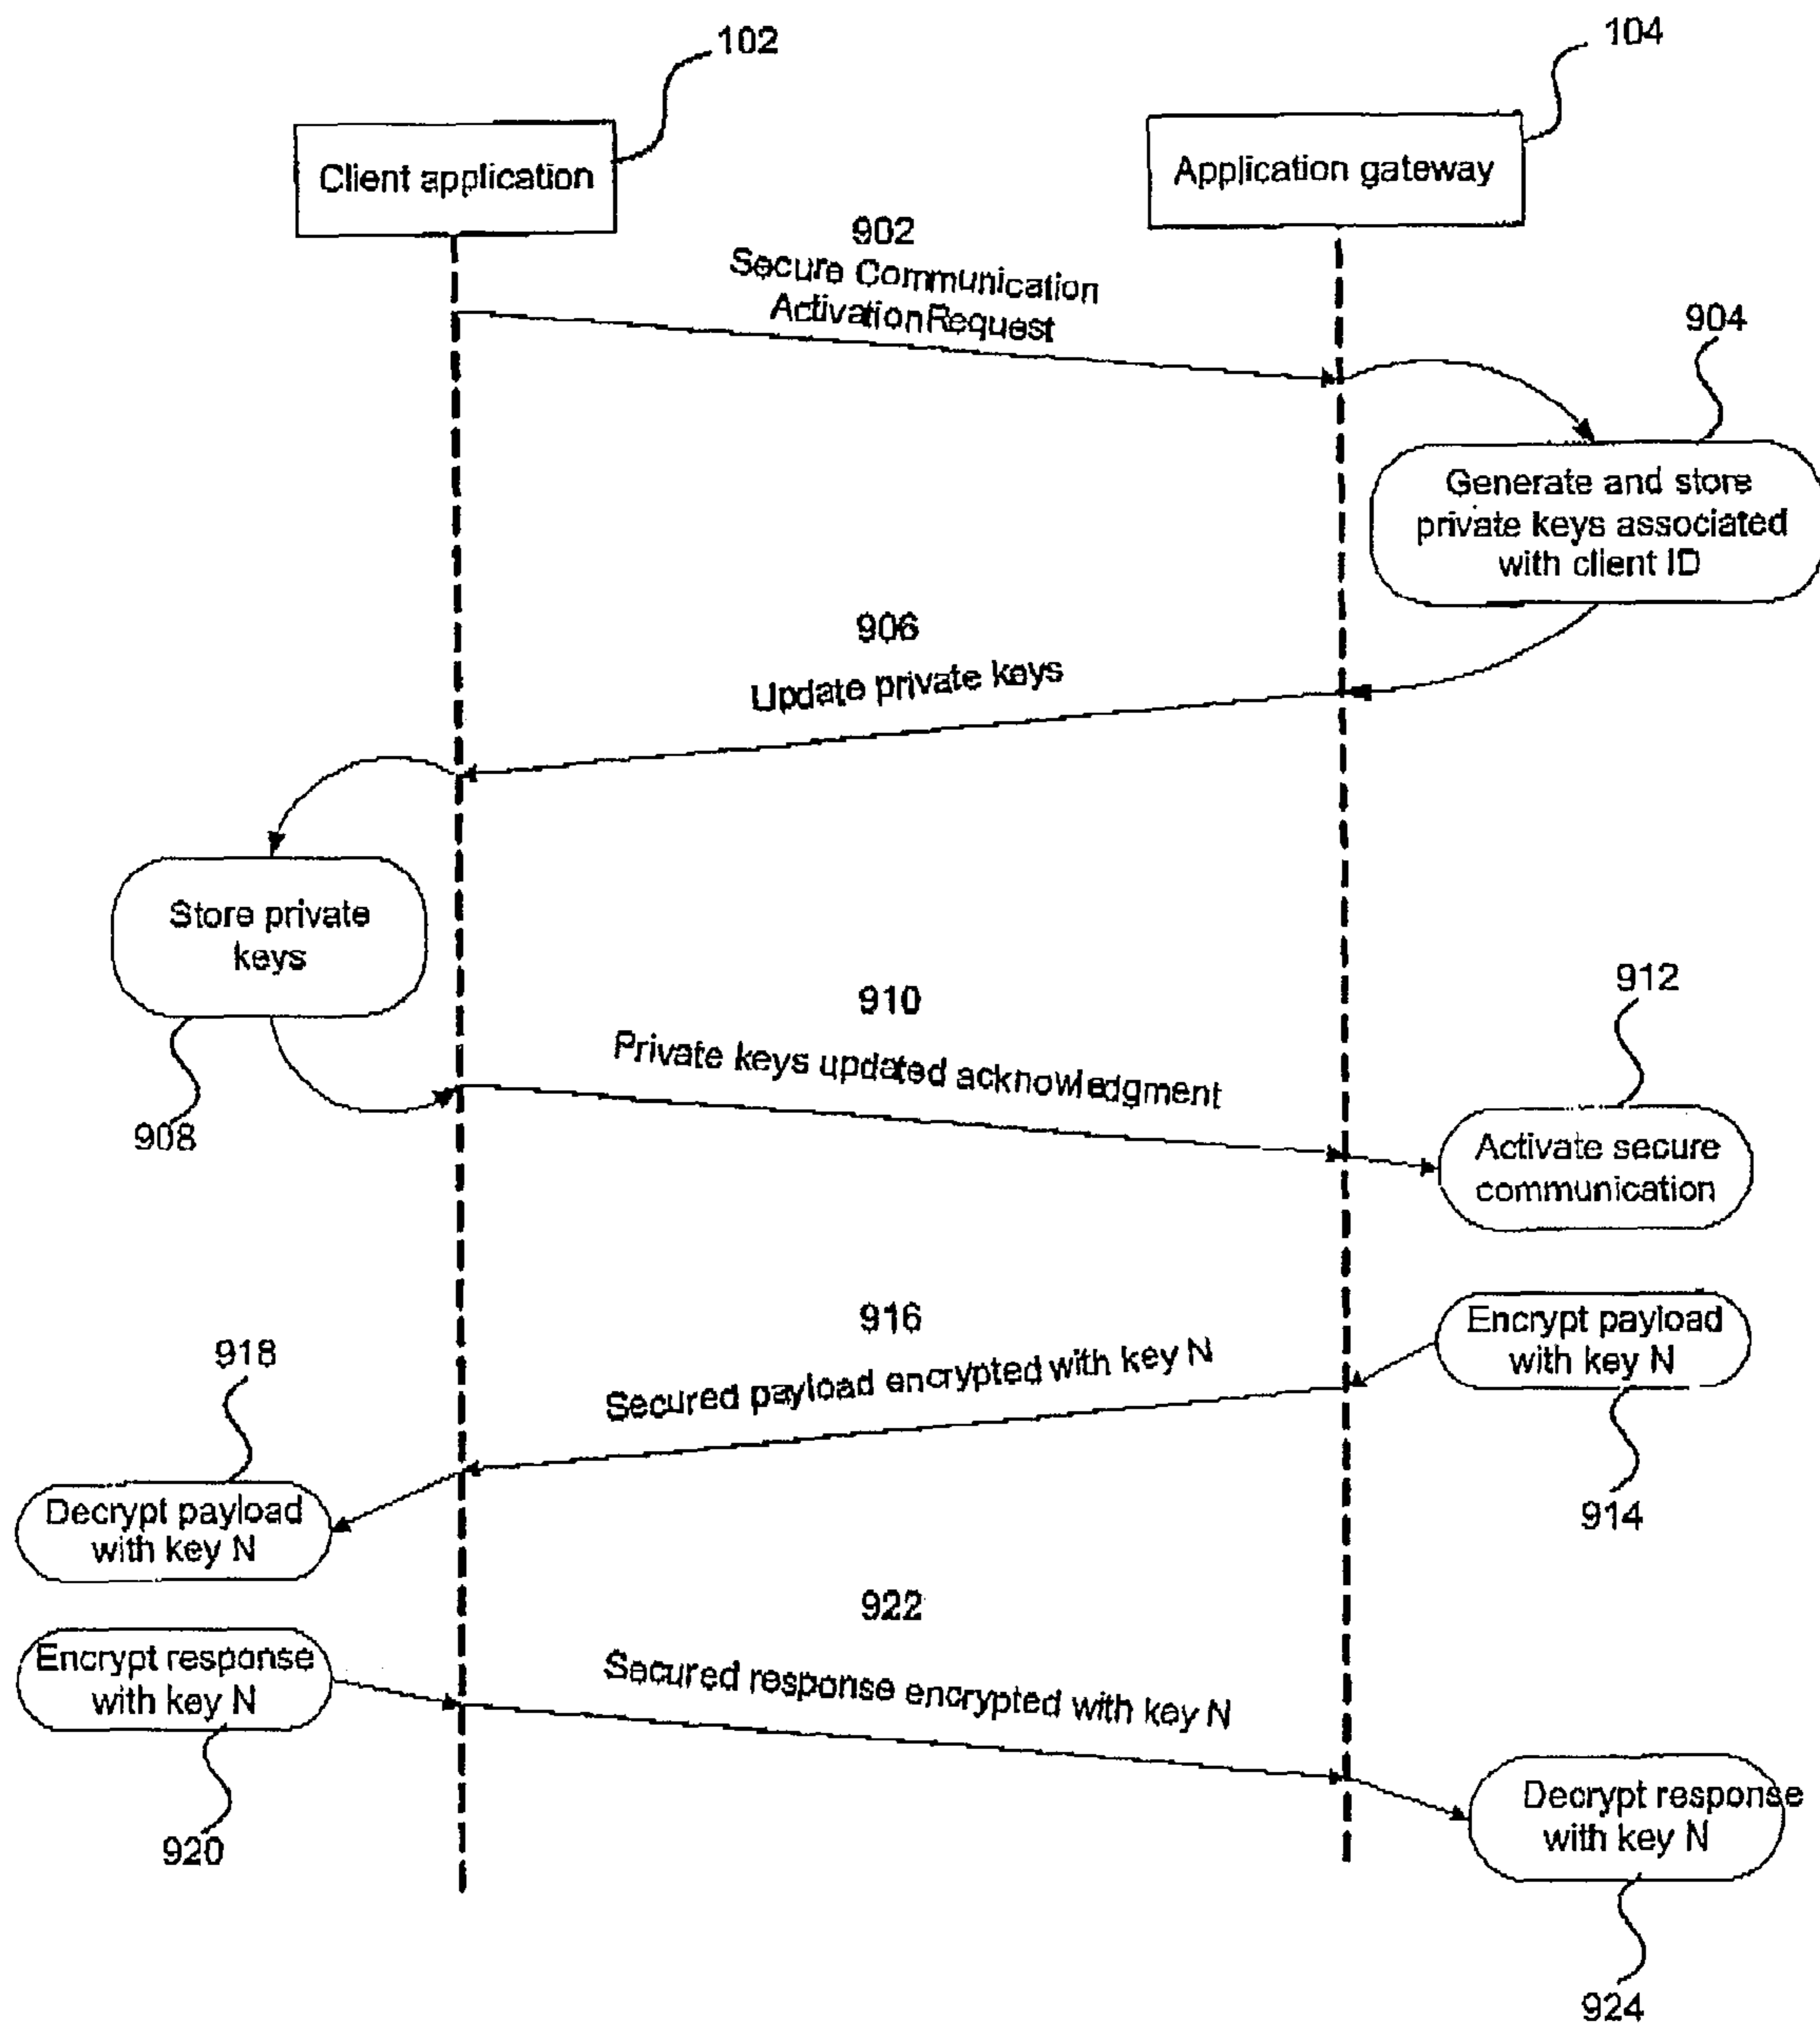 102
104
Client application
Application gateway
902
Secure Communication
Activation Request
904
Generate and store
private keys associated
with client ID
906
Update private keys
Store private
keys
908
910
Private keys updated acknowledgment
912
Activate secure
communication
916
Secured payload encrypted with key N
Encrypt payload
with key N
914
918
Decrypt payload
with key N
922
Encrypt response
with key N
920
Secured response encrypted with key N
Decrypt response
with key N
924